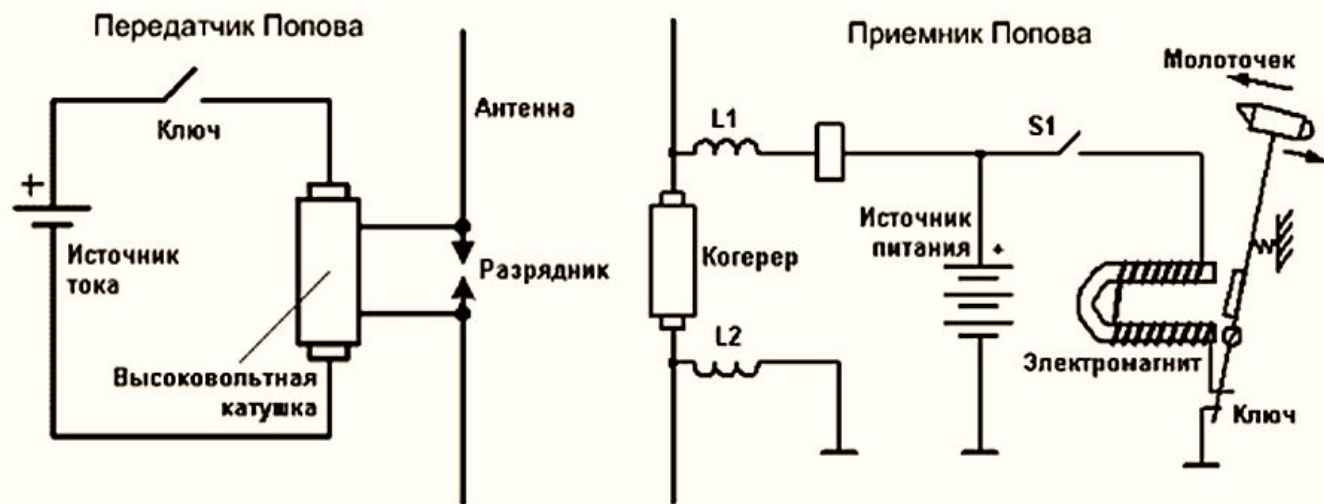 Передатчик Попова
Ключ
+
Источник
тока
Высоковольтная
катушка
Антенна
Разрядник
Приемник Попова
L1
Когерер
L2
S1
Источник
питания
+
Молоточек
Электромагнит
Ключ